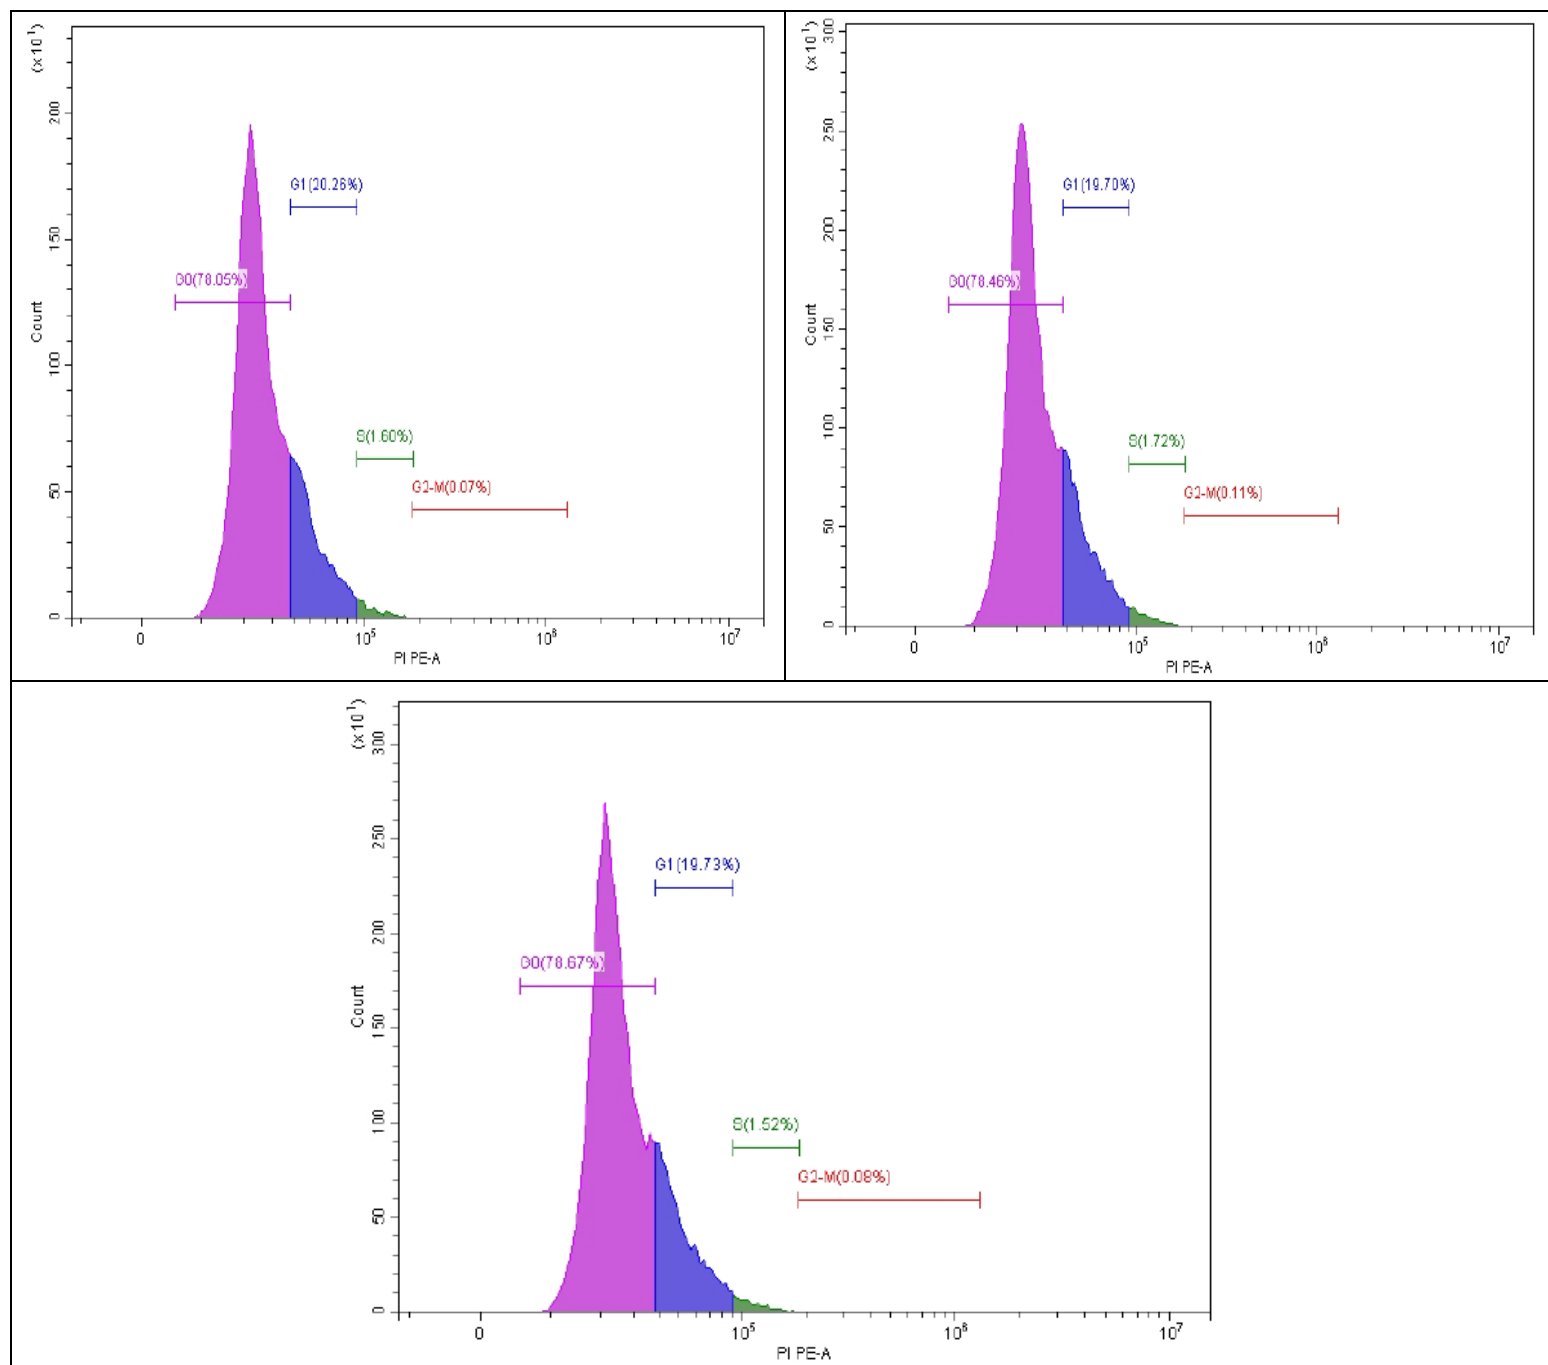 (x 10¹)
200
150
100
50
0
Count
G1(20.26%)
G0(78.05%)
S(1.60%)
G2-M(0.07%)
0 10⁵ 10⁶ 10⁷
PI PE-A
(x 10¹)
300
250
200
150
100
50
0
Count
G1(19.70%)
G0(78.46%)
S(1.72%)
G2-M(0.11%)
0 10⁵ 10⁶ 10⁷
PI PE-A
(x 10¹)
300
250
200
150
100
50
0
Count
G1(19.73%)
G0(78.67%)
S(1.52%)
G2-M(0.08%)
0 10⁵ 10⁶ 10⁷
PI PE-A